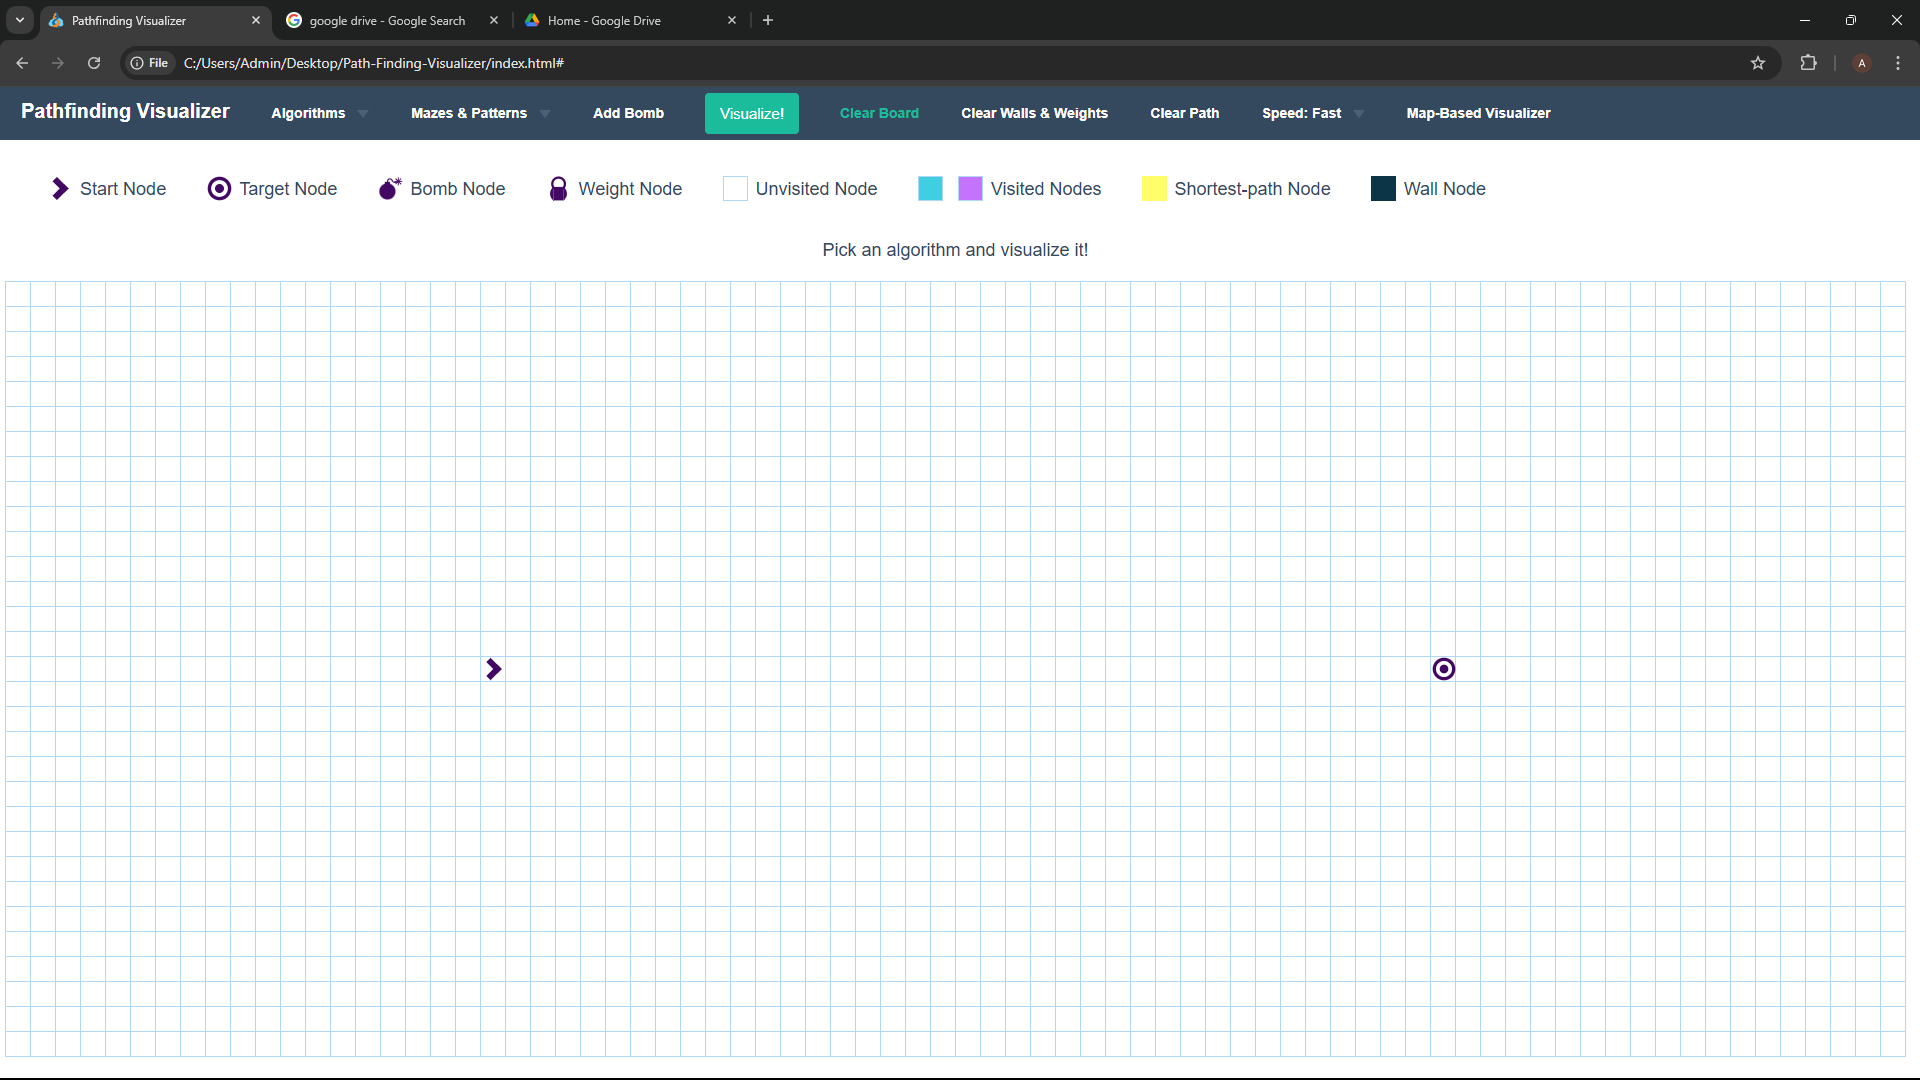 Pathfinding Visualizer
google drive - Google Search
Home - Google Drive
File
C:/Users/Admin/Desktop/Path-Finding-Visualizer/index.html#
A
Pathfinding Visualizer
Algorithms
Mazes & Patterns
Add Bomb
Visualize!
Clear Board
Clear Walls & Weights
Clear Path
Speed: Fast
Map-Based Visualizer
Start Node
Target Node
Bomb Node
Weight Node
Unvisited Node
Visited Nodes
Shortest-path Node
Wall Node
Pick an algorithm and visualize it!